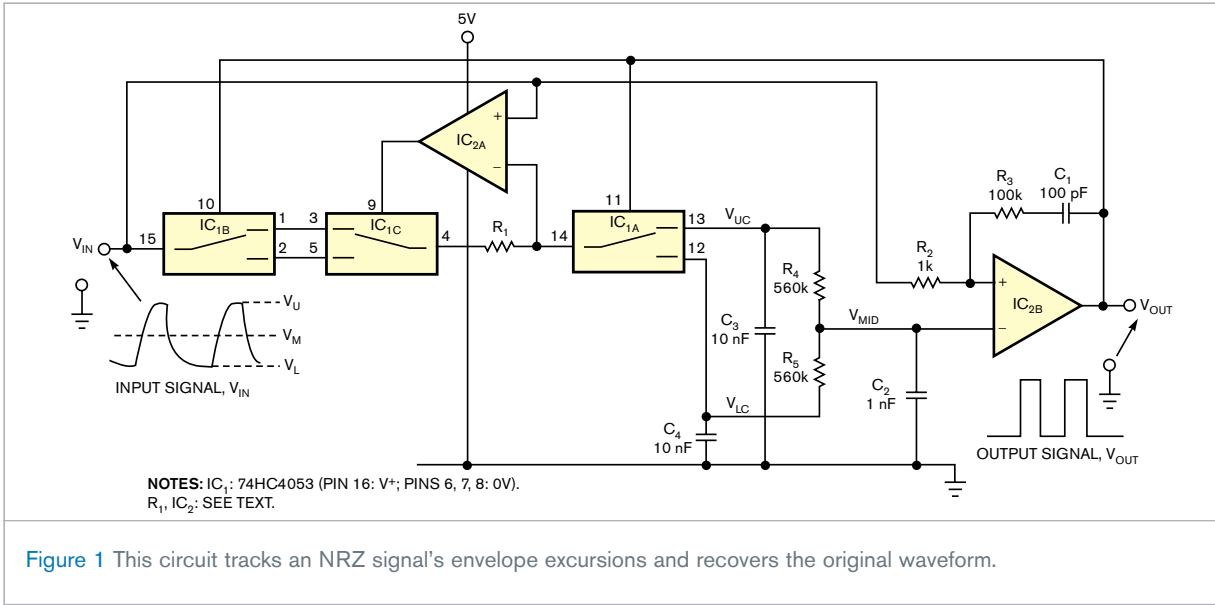 5V
10
IC1B
15
1
2
VIN
3
5
9
IC1C
4
IC2A
+
−
R1
11
IC1A
14
13
12
VUC
R4
560k
C3
10 nF
VMID
R5
560k
VLC
C4
10 nF
C2
1 nF
R3
100k
C1
100 pF
R2
1k
+
IC2B
−
VOUT
VU
VM
VL
INPUT SIGNAL, VIN
OUTPUT SIGNAL, VOUT
NOTES: IC1: 74HC4053 (PIN 16: V+; PINS 6, 7, 8: 0V).
R1, IC2: SEE TEXT.
Figure 1 This circuit tracks an NRZ signal's envelope excursions and recovers the original waveform.